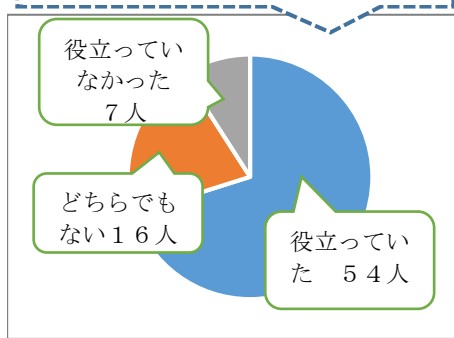 役立ってい
なかった
７人
どちらでも
ない１６人
役立ってい
た　５４人